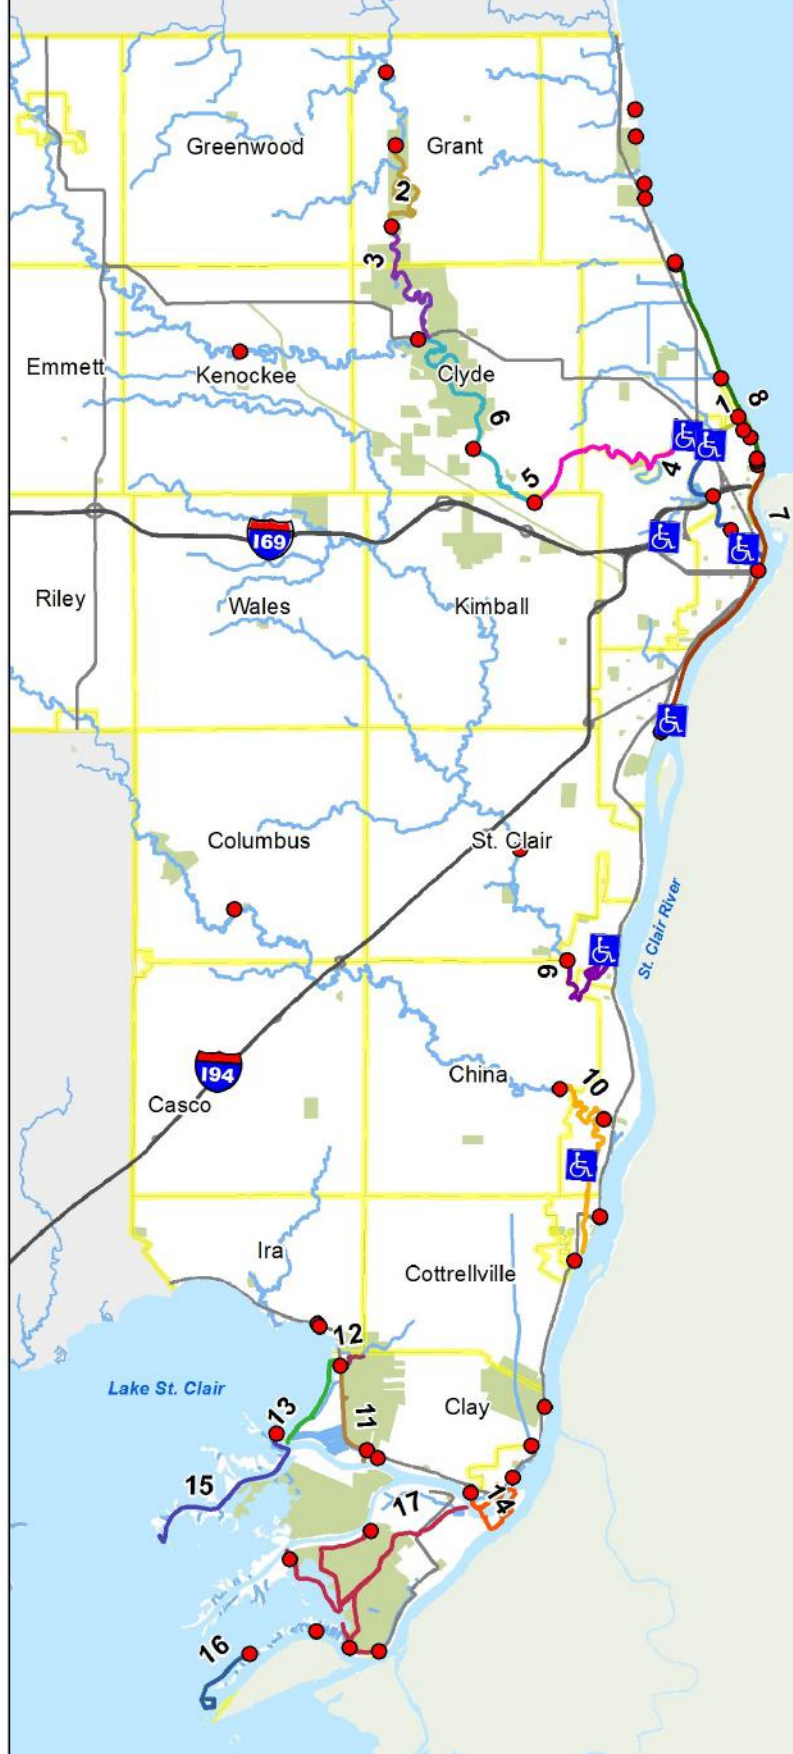 Greenwood
Grant
2
3
Emmett
Kenockee
Clyde
8
1
6
4
5
7
I69
Riley
Wales
Kimball
Columbus
St. Clair
St. Clair River
9
I94
China
10
Casco
Ira
Cottrellville
12
Lake St. Clair
13
11
Clay
15
17
14
16